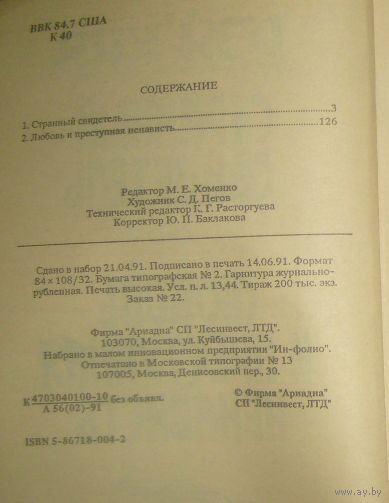 ББК 84.7 США
К 40
СОДЕРЖАНИЕ
1. Странный свидетель 3
2. Любовь и преступная ненависть 126
Редактор М. Е. Хоменко
Художник С. Д. Пегов
Технический редактор К. Г. Расторгуева
Корректор Ю. П. Баклакова
Сдано в набор 21.04.91. Подписано в печать 14.06.91. Формат
84 × 108/32. Бумага типографская № 2. Гарнитура журнально-
рубленная. Печать высокая. Усл. п. л. 13,44. Тираж 200 тыс. экз.
Заказ № 22.
Фирма "Ариадна" СП "Лесинвест, ЛТД".
103070, Москва, ул. Куйбышева, 15.
Набрано в малом инновационном предприятии "Ин-фолио".
Отпечатано в Московской типографии № 13
107005, Москва, Денисовский пер., 30.
К 4703040100-10 без объявл.
А 56(02)-91
© Фирма "Ариадна"
СП "Лесинвест, ЛТД"
ISBN 5-86718-004-2
www.ay.by